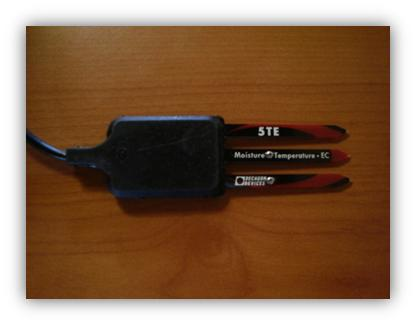 5TE
Moisture Temperature • EC
DECAGON
DEVICES